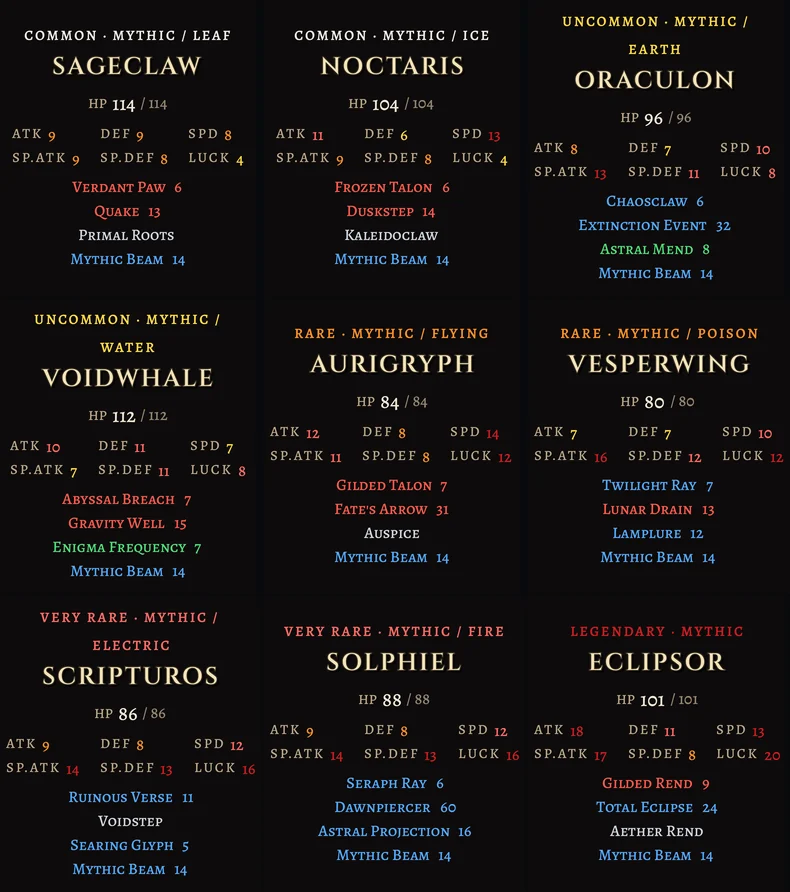 COMMON · MYTHIC / LEAF
SAGECLAW
HP 114 / 114
ATK 9 DEF 9 SPD 8
SP.ATK 9 SP.DEF 8 LUCK 4
VERDANT PAW 6
QUAKE 13
PRIMAL ROOTS
MYTHIC BEAM 14
COMMON · MYTHIC / ICE
NOCTARIS
HP 104 / 104
ATK 11 DEF 6 SPD 13
SP.ATK 9 SP.DEF 8 LUCK 4
FROZEN TALON 6
DUSKSTEP 14
KALEIDOCLAW
MYTHIC BEAM 14
UNCOMMON · MYTHIC /
EARTH
ORACULON
HP 96 / 96
ATK 8 DEF 7 SPD 10
SP.ATK 13 SP.DEF 11 LUCK 8
CHAOSCLAW 6
EXTINCTION EVENT 32
ASTRAL MEND 8
MYTHIC BEAM 14
UNCOMMON · MYTHIC /
WATER
VOIDWHALE
HP 112 / 112
ATK 10 DEF 11 SPD 7
SP.ATK 7 SP.DEF 11 LUCK 8
ABYSSAL BREACH 7
GRAVITY WELL 15
ENIGMA FREQUENCY 7
MYTHIC BEAM 14
RARE · MYTHIC / FLYING
AURIGRYPH
HP 84 / 84
ATK 12 DEF 8 SPD 14
SP.ATK 11 SP.DEF 8 LUCK 12
GILDED TALON 7
FATE'S ARROW 31
AUSPICE
MYTHIC BEAM 14
RARE · MYTHIC / POISON
VESPERWING
HP 80 / 80
ATK 7 DEF 7 SPD 10
SP.ATK 16 SP.DEF 12 LUCK 12
TWILIGHT RAY 7
LUNAR DRAIN 13
LAMPLURE 12
MYTHIC BEAM 14
VERY RARE · MYTHIC /
ELECTRIC
SCRIPTUROS
HP 86 / 86
ATK 9 DEF 8 SPD 12
SP.ATK 14 SP.DEF 13 LUCK 16
RUINOUS VERSE 11
VOIDSTEP
SEARING GLYPH 5
MYTHIC BEAM 14
VERY RARE · MYTHIC / FIRE
SOLPHIEL
HP 88 / 88
ATK 9 DEF 8 SPD 12
SP.ATK 14 SP.DEF 13 LUCK 16
SERAPH RAY 6
DAWNPIERCER 60
ASTRAL PROJECTION 16
MYTHIC BEAM 14
LEGENDARY · MYTHIC
ECLIPSOR
HP 101 / 101
ATK 18 DEF 11 SPD 13
SP.ATK 17 SP.DEF 8 LUCK 20
GILDED REND 9
TOTAL ECLIPSE 24
AETHER REND
MYTHIC BEAM 14